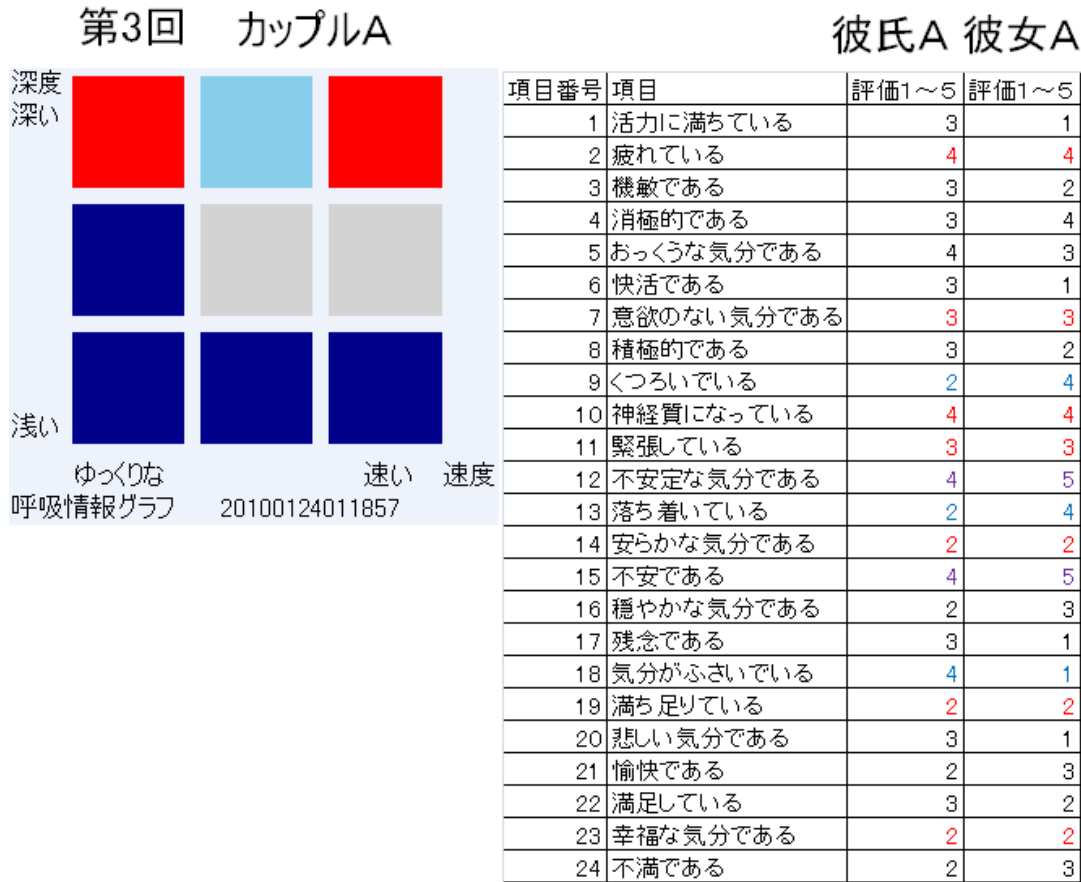 第3回 カップルA
彼氏A 彼女A
深度
深い
浅い
ゆっくりな 速い 速度
呼吸情報グラフ 20100124011857
項目番号 項目 評価1～5 評価1～5
1 活力に満ちている 3 1
2 疲れている 4 4
3 機敏である 3 2
4 消極的である 3 4
5 おっくうな気分である 4 3
6 快活である 3 1
7 意欲のない気分である 3 3
8 積極的である 3 2
9 くつろいでいる 2 4
10 神経質になっている 4 4
11 緊張している 3 3
12 不安定な気分である 4 5
13 落ち着いている 2 4
14 安らかな気分である 2 2
15 不安である 4 5
16 穏やかな気分である 2 3
17 残念である 3 1
18 気分がふさいでいる 4 1
19 満ち足りている 2 2
20 悲しい気分である 3 1
21 愉快である 2 3
22 満足している 3 2
23 幸福な気分である 2 2
24 不満である 2 3